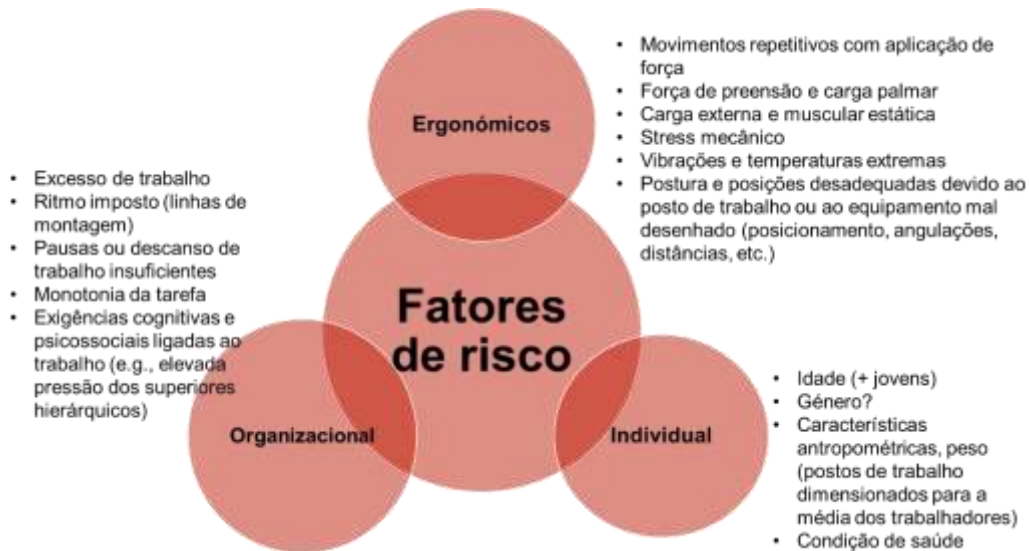 Ergonómicos
• Movimentos repetitivos com aplicação de
força
• Força de preensão e carga palmar
• Carga externa e muscular estática
• Stress mecânico
• Vibrações e temperaturas extremas
• Postura e posições desadequadas devido ao
posto de trabalho ou ao equipamento mal
desenhado (posicionamento, angulações,
distâncias, etc.)
• Excesso de trabalho
• Ritmo imposto (linhas de
montagem)
• Pausas ou descanso de
trabalho insuficientes
• Monotonia da tarefa
• Exigências cognitivas e
psicossociais ligadas ao
trabalho (e.g., elevada
pressão dos superiores
hierárquicos)
Fatores
de risco
Organizacional
Individual
• Idade (+ jovens)
• Género?
• Características
antropométricas, peso
(postos de trabalho
dimensionados para a
média dos trabalhadores)
• Condição de saúde